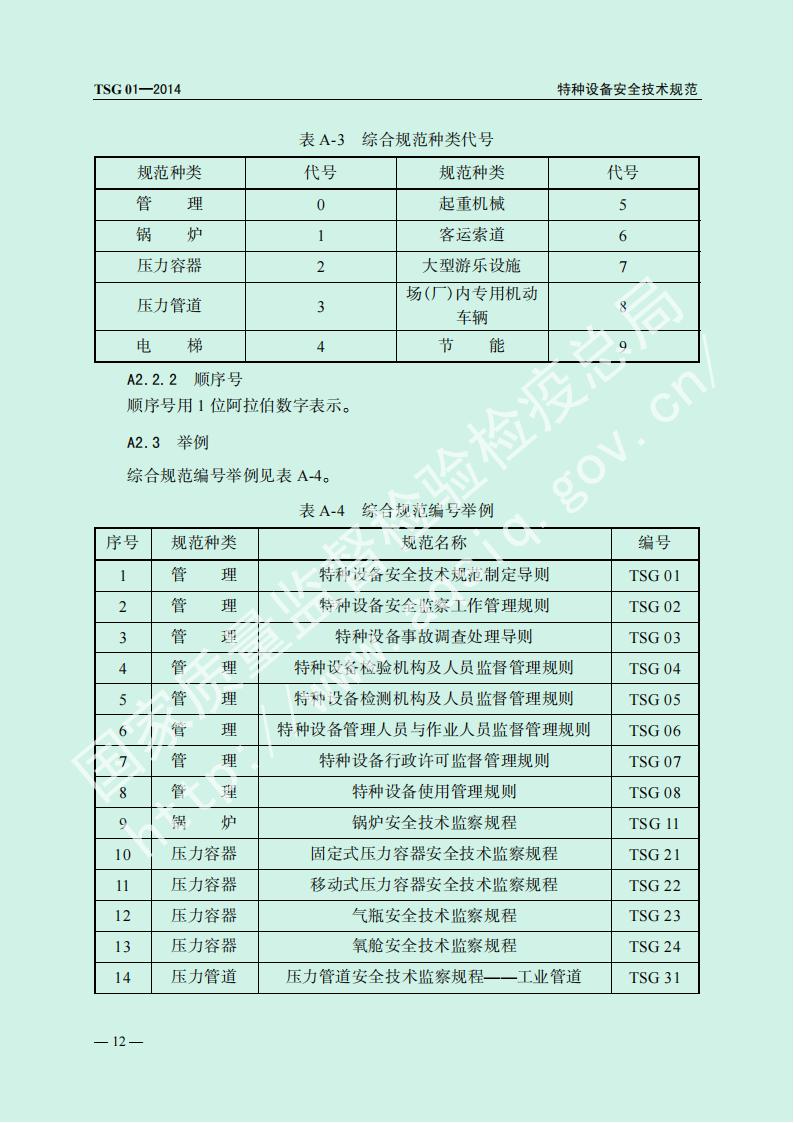 TSG 01—2014 特种设备安全技术规范
表 A-3 综合规范种类代号
规范种类 代号 规范种类 代号
管 理 0 起重机械 5
锅 炉 1 客运索道 6
压力容器 2 大型游乐设施 7
压力管道 3 场(厂)内专用机动车辆 8
电 梯 4 节 能 9
A2.2.2 顺序号
顺序号用 1 位阿拉伯数字表示。
A2.3 举例
综合规范编号举例见表 A-4。
表 A-4 综合规范编号举例
序号 规范种类 规范名称 编号
1 管 理 特种设备安全技术规范制定导则 TSG 01
2 管 理 特种设备安全监察工作管理规则 TSG 02
3 管 理 特种设备事故调查处理导则 TSG 03
4 管 理 特种设备检验机构及人员监督管理规则 TSG 04
5 管 理 特种设备检测机构及人员监督管理规则 TSG 05
6 管 理 特种设备管理人员与作业人员监督管理规则 TSG 06
7 管 理 特种设备行政许可监督管理规则 TSG 07
8 管 理 特种设备使用管理规则 TSG 08
9 锅 炉 锅炉安全技术监察规程 TSG 11
10 压力容器 固定式压力容器安全技术监察规程 TSG 21
11 压力容器 移动式压力容器安全技术监察规程 TSG 22
12 压力容器 气瓶安全技术监察规程 TSG 23
13 压力容器 氧舱安全技术监察规程 TSG 24
14 压力管道 压力管道安全技术监察规程——工业管道 TSG 31
— 12 —
国家质量监督检验检疫总局
http://www.aqsiq.gov.cn/